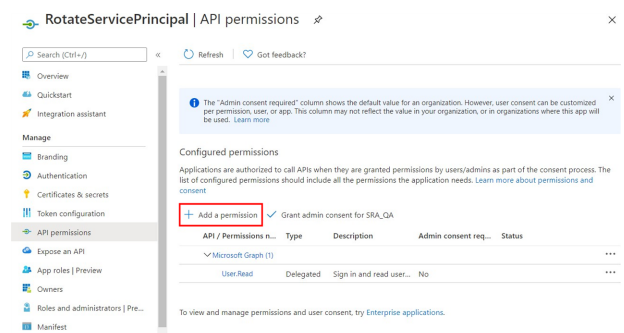 RotateServicePrincipal | API permissions
Search (Ctrl+/)
«
Refresh
Got feedback?
Overview
Quickstart
Integration assistant
Manage
Branding
Authentication
Certificates & secrets
Token configuration
API permissions
Expose an API
App roles | Preview
Owners
Roles and administrators | Pre...
Manifest
The "Admin consent required" column shows the default value for an organization. However, user consent can be customized
per permission, user, or app. This column may not reflect the value in your organization, or in organizations where this app will
be used. Learn more
Configured permissions
Applications are authorized to call APIs when they are granted permissions by users/admins as part of the consent process. The
list of configured permissions should include all the permissions the application needs. Learn more about permissions and
consent
Add a permission
Grant admin consent for SRA_QA
API / Permissions n... Type Description Admin consent req... Status
Microsoft Graph (1)
User.Read Delegated Sign in and read user... No
To view and manage permissions and user consent, try Enterprise applications.